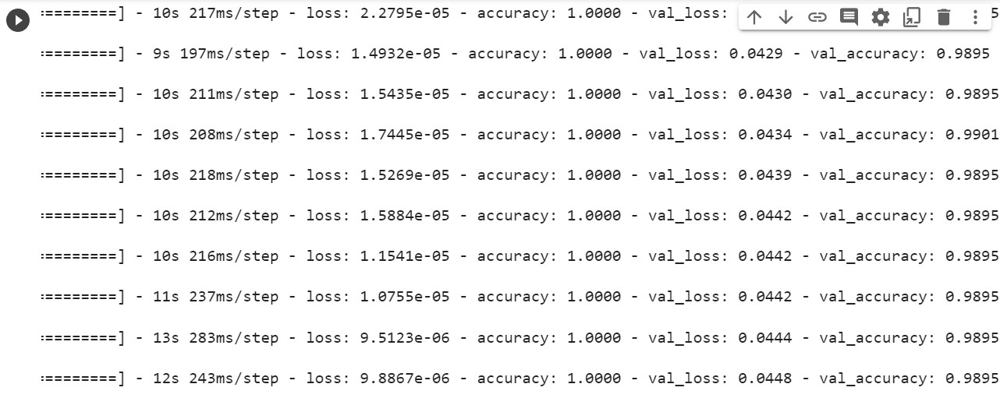 :========] - 10s 217ms/step - loss: 2.2795e-05 - accuracy: 1.0000 - val_loss: 5
:========] - 9s 197ms/step - loss: 1.4932e-05 - accuracy: 1.0000 - val_loss: 0.0429 - val_accuracy: 0.9895
:========] - 10s 211ms/step - loss: 1.5435e-05 - accuracy: 1.0000 - val_loss: 0.0430 - val_accuracy: 0.9895
:========] - 10s 208ms/step - loss: 1.7445e-05 - accuracy: 1.0000 - val_loss: 0.0434 - val_accuracy: 0.9901
:========] - 10s 218ms/step - loss: 1.5269e-05 - accuracy: 1.0000 - val_loss: 0.0439 - val_accuracy: 0.9895
:========] - 10s 212ms/step - loss: 1.5884e-05 - accuracy: 1.0000 - val_loss: 0.0442 - val_accuracy: 0.9895
:========] - 10s 216ms/step - loss: 1.1541e-05 - accuracy: 1.0000 - val_loss: 0.0442 - val_accuracy: 0.9895
:========] - 11s 237ms/step - loss: 1.0755e-05 - accuracy: 1.0000 - val_loss: 0.0442 - val_accuracy: 0.9895
:========] - 13s 283ms/step - loss: 9.5123e-06 - accuracy: 1.0000 - val_loss: 0.0444 - val_accuracy: 0.9895
:========] - 12s 243ms/step - loss: 9.8867e-06 - accuracy: 1.0000 - val_loss: 0.0448 - val_accuracy: 0.9895